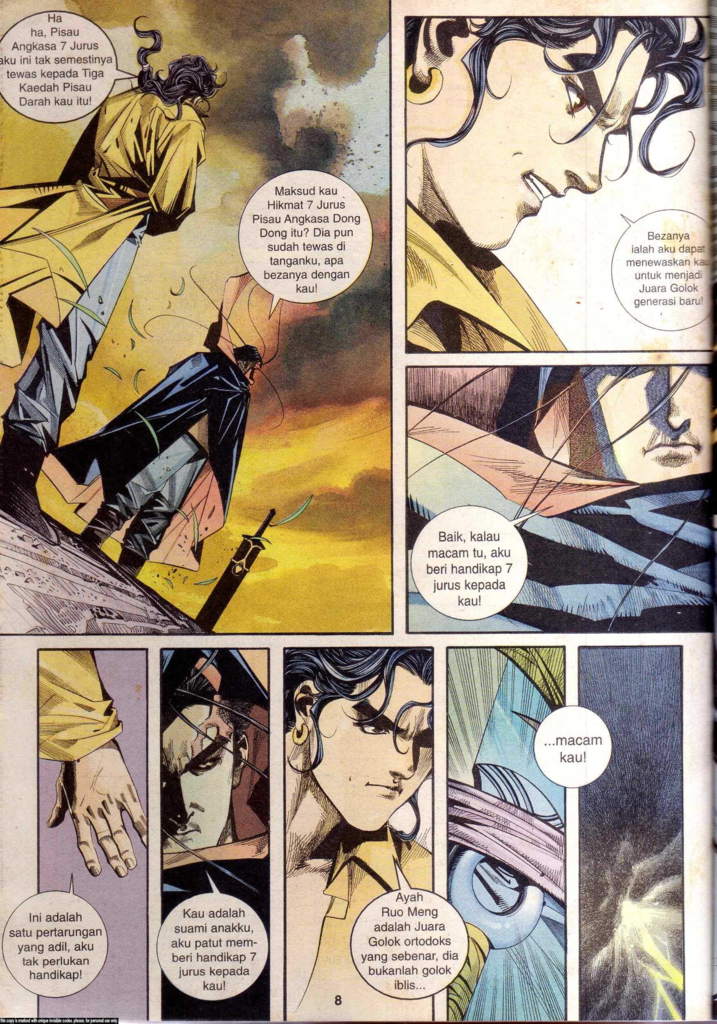 Ha
ha, Pisau
Angkasa 7 Jurus
aku ini tak semestinya
tewas kepada Tiga
Kaedah Pisau
Darah kau itu!
Maksud kau
Hikmat 7 Jurus
Pisau Angkasa Dong
Dong itu? Dia pun
sudah tewas di
tanganku, apa
bezanya dengan
kau!
Bezanya
ialah aku dapat
menewaskan kau
untuk menjadi
Juara Golok
generasi baru!
Baik, kalau
macam tu, aku
beri handikap 7
jurus kepada
kau!
Ini adalah
satu pertarungan
yang adil, aku
tak perlukan
handikap!
Kau adalah
suami anakku,
aku patut mem-
beri handikap 7
jurus kepada
kau!
Ayah
Ruo Meng
adalah Juara
Golok ortodoks
yang sebenar, dia
bukanlah golok
iblis...
...macam
kau!
8